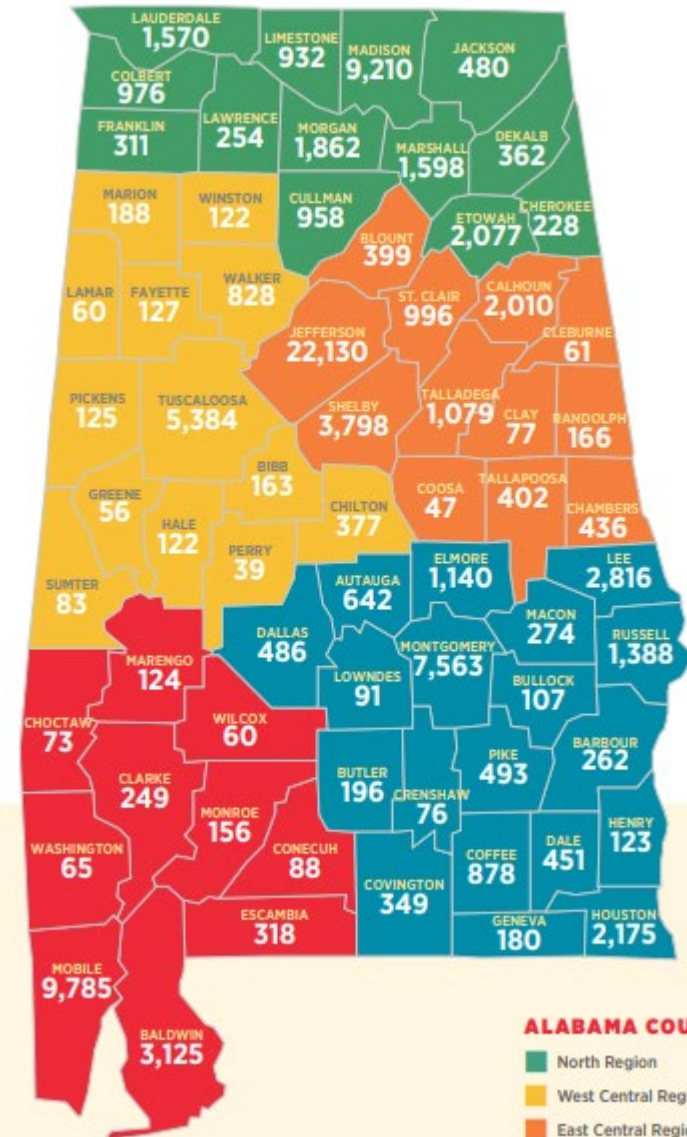 LAUDERDALE
1,570
LIMESTONE
932
MADISON
9,210
JACKSON
480
COLBERT
976
FRANKLIN
311
LAWRENCE
254
MORGAN
1,862
MARSHALL
1,598
DEKALB
362
CULLMAN
958
ETOWAH
2,077
CHEROKEE
228
MARION
188
WINSTON
122
BLOUNT
399
LAMAR
60
FAYETTE
127
WALKER
828
JEFFERSON
22,130
ST. CLAIR
996
CALHOUN
2,010
CLEBURNE
61
PICKENS
125
TUSCALOOSA
5,384
SHELBY
3,798
TALLADEGA
1,079
CLAY
77
RANDOLPH
166
GREENE
56
HALE
122
BIBB
163
CHILTON
377
COOSA
47
TALLAPOOSA
402
CHAMBERS
436
SUMTER
83
PERRY
39
AUTAUGA
642
ELMORE
1,140
LEE
2,816
DALLAS
486
MACON
274
RUSSELL
1,388
MARENGO
124
LOWNDES
91
MONTGOMERY
7,563
BULLOCK
107
CHOCTAW
73
WILCOX
60
CLARKE
249
BUTLER
196
CRENSHAW
76
PIKE
493
BARBOUR
262
WASHINGTON
65
MONROE
156
CONECUH
88
COVINGTON
349
COFFEE
878
DALE
451
HENRY
123
ESCAMBIA
318
GENEVA
180
HOUSTON
2,175
MOBILE
9,785
BALDWIN
3,125
ALABAMA COU
North Region
West Central Reg
East Central Regi